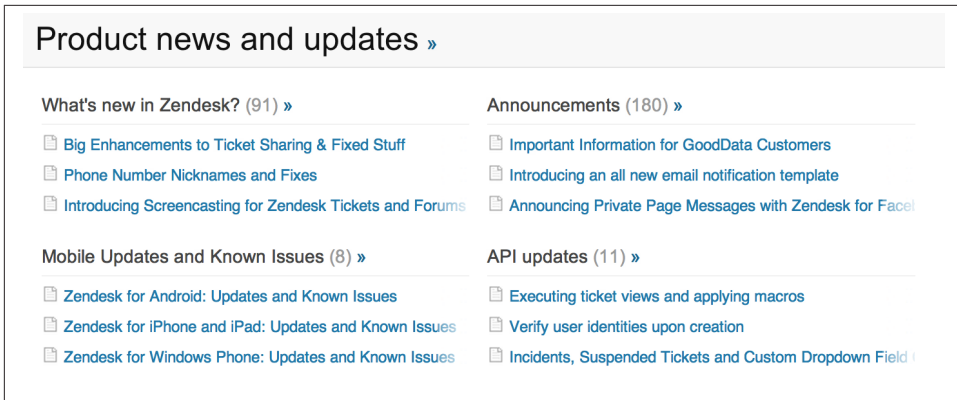 Product news and updates »
What's new in Zendesk? (91) »
Big Enhancements to Ticket Sharing & Fixed Stuff
Phone Number Nicknames and Fixes
Introducing Screencasting for Zendesk Tickets and Forums
Mobile Updates and Known Issues (8) »
Zendesk for Android: Updates and Known Issues
Zendesk for iPhone and iPad: Updates and Known Issues
Zendesk for Windows Phone: Updates and Known Issues
Announcements (180) »
Important Information for GoodData Customers
Introducing an all new email notification template
Announcing Private Page Messages with Zendesk for
API updates (11) »
Executing ticket views and applying macros
Verify user identities upon creation
Incidents, Suspended Tickets and Custom Dropdown Field